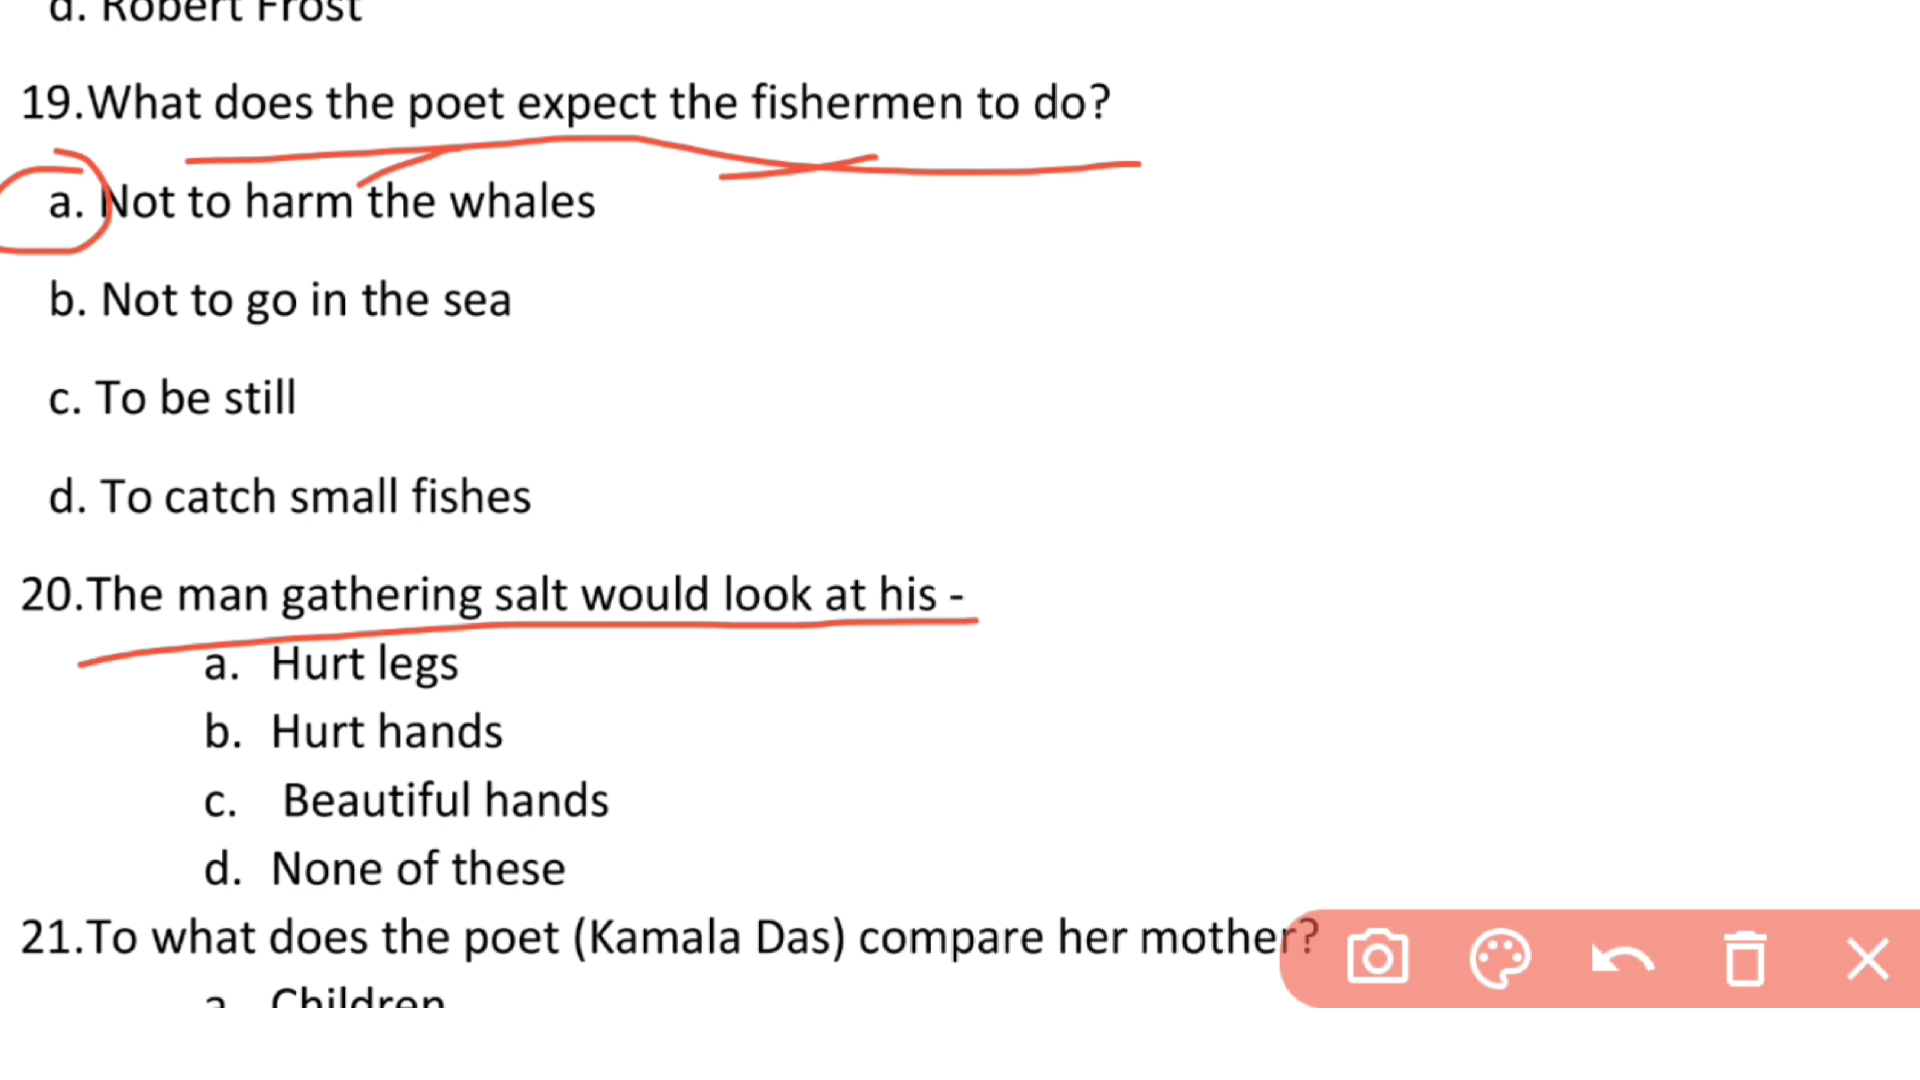 d. Robert Frost
19.What does the poet expect the fishermen to do?
a. Not to harm the whales
b. Not to go in the sea
c. To be still
d. To catch small fishes
20.The man gathering salt would look at his -
a. Hurt legs
b. Hurt hands
c. Beautiful hands
d. None of these
21.To what does the poet (Kamala Das) compare her mother?
a Children